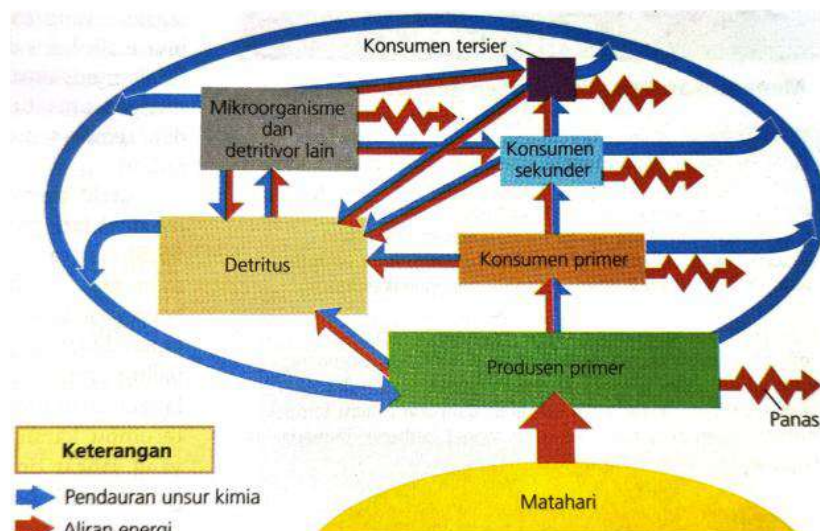 Konsumen tersier
Mikroorganisme
dan
detritivor lain
Konsumen
sekunder
Detritus
Konsumen primer
Produsen primer
Panas
Keterangan
Matahari
Pendauran unsur kimia
Aliran energi